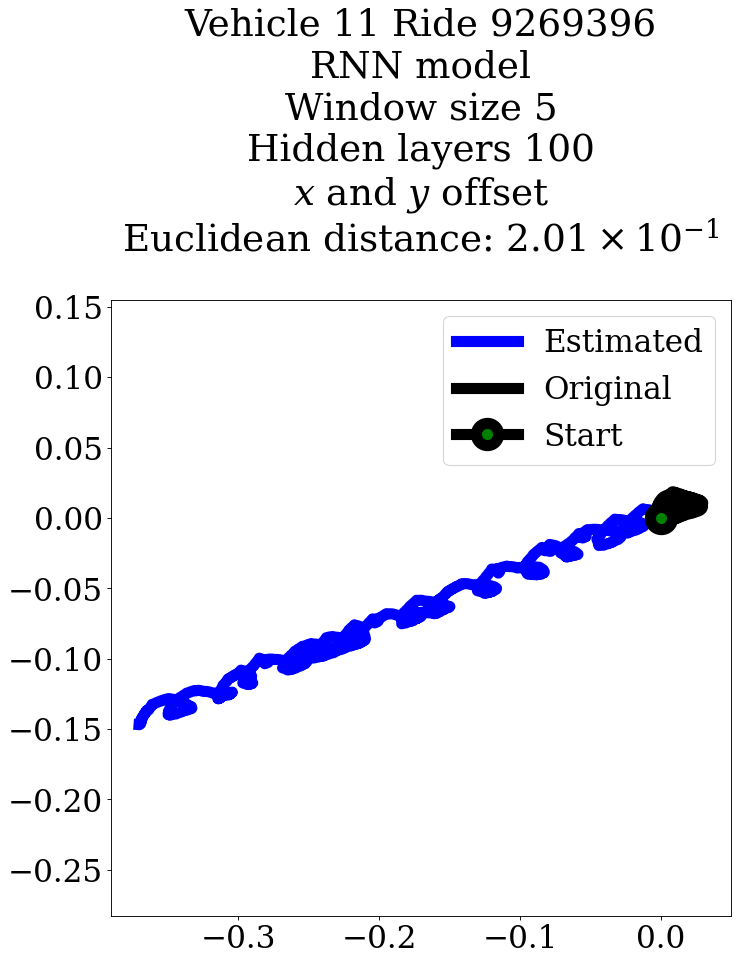 Vehicle 11 Ride 9269396
RNN model
Window size 5
Hidden layers 100
x and y offset
Euclidean distance: 2.01 × 10⁻¹
Estimated
Original
Start
0.15
0.10
0.05
0.00
−0.05
−0.10
−0.15
−0.20
−0.25
−0.3 −0.2 −0.1 0.0